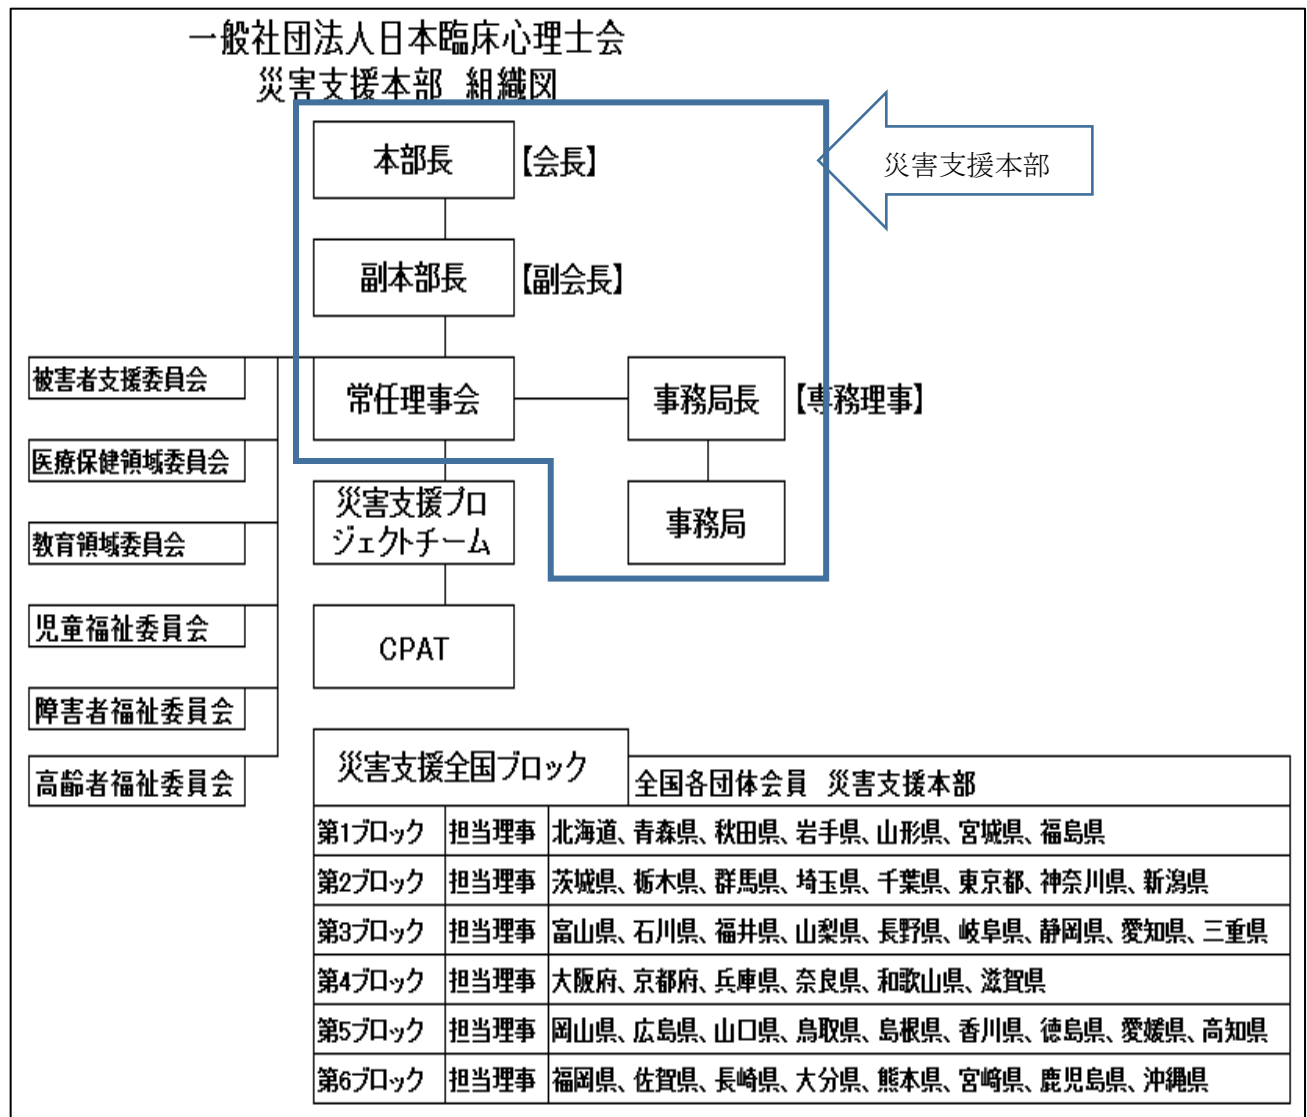 一般社団法人日本臨床心理士会
災害支援本部 組織図
災害支援本部
本部長 【会長】
副本部長 【副会長】
常任理事会 事務局長 【専務理事】
事務局
災害支援プロ
ジェクトチーム
CPAT
被害者支援委員会
医療保健領域委員会
教育領域委員会
児童福祉委員会
障害者福祉委員会
高齢者福祉委員会
災害支援全国ブロック
全国各団体会員 災害支援本部
第1ブロック 担当理事 北海道、青森県、秋田県、岩手県、山形県、宮城県、福島県
第2ブロック 担当理事 茨城県、栃木県、群馬県、埼玉県、千葉県、東京都、神奈川県、新潟県
第3ブロック 担当理事 富山県、石川県、福井県、山梨県、長野県、岐阜県、静岡県、愛知県、三重県
第4ブロック 担当理事 大阪府、京都府、兵庫県、奈良県、和歌山県、滋賀県
第5ブロック 担当理事 岡山県、広島県、山口県、鳥取県、島根県、香川県、徳島県、愛媛県、高知県
第6ブロック 担当理事 福岡県、佐賀県、長崎県、大分県、熊本県、宮﨑県、鹿児島県、沖縄県